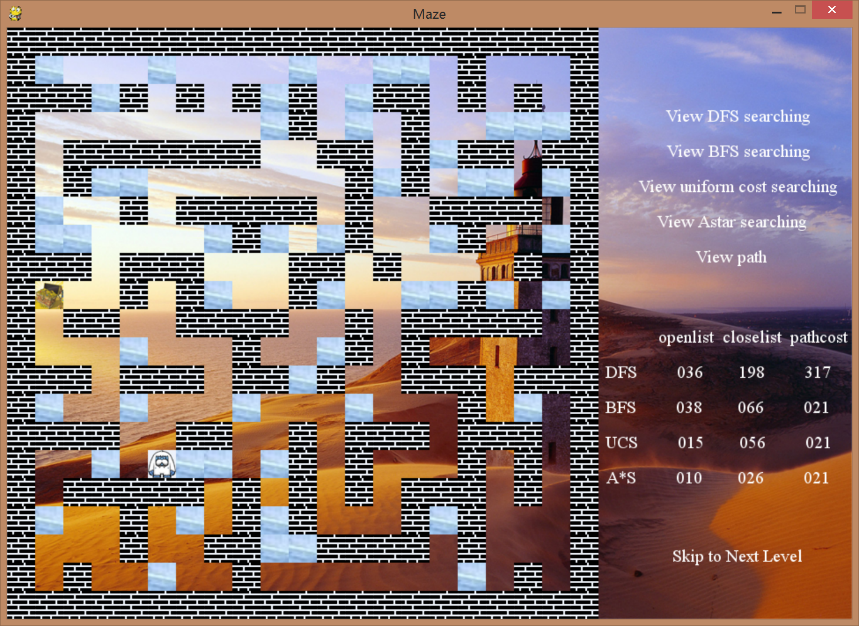 Maze
View DFS searching
View BFS searching
View uniform cost searching
View Astar searching
View path
openlist closelist pathcost
DFS 036 198 317
BFS 038 066 021
UCS 015 056 021
A*S 010 026 021
Skip to Next Level